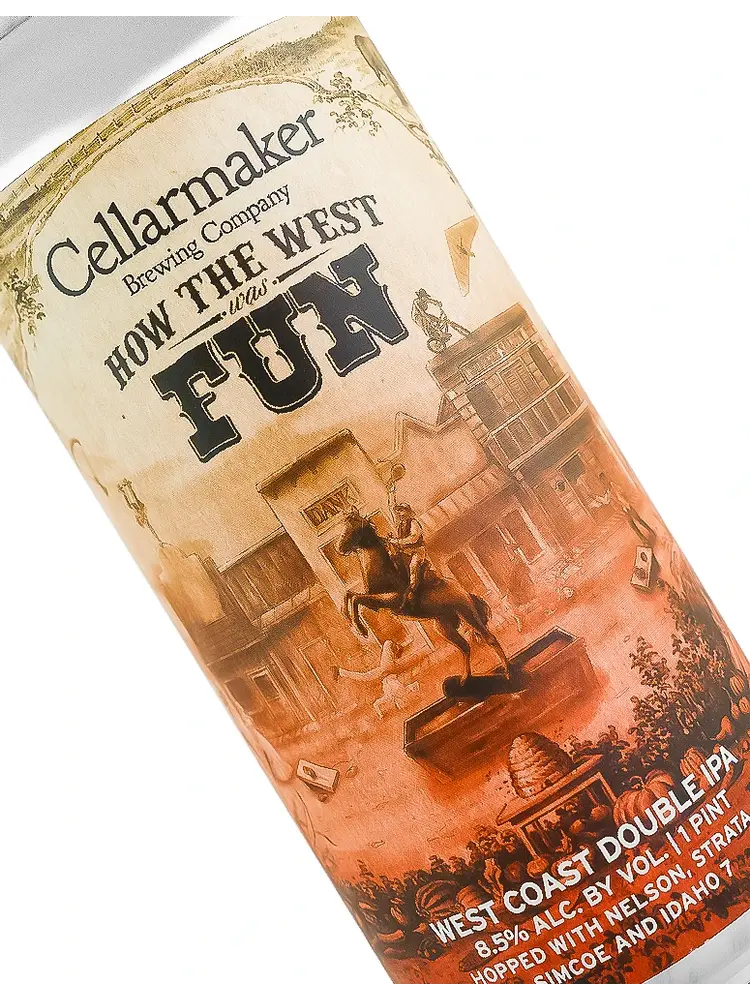 Cellarmaker
Brewing Company
HOW THE WEST
was
FUN
BANK
WEST COAST DOUBLE IPA
8.5% ALC. BY VOL. | 1 PINT
HOPPED WITH NELSON, STRATA
SIMCOE AND IDAHO 7